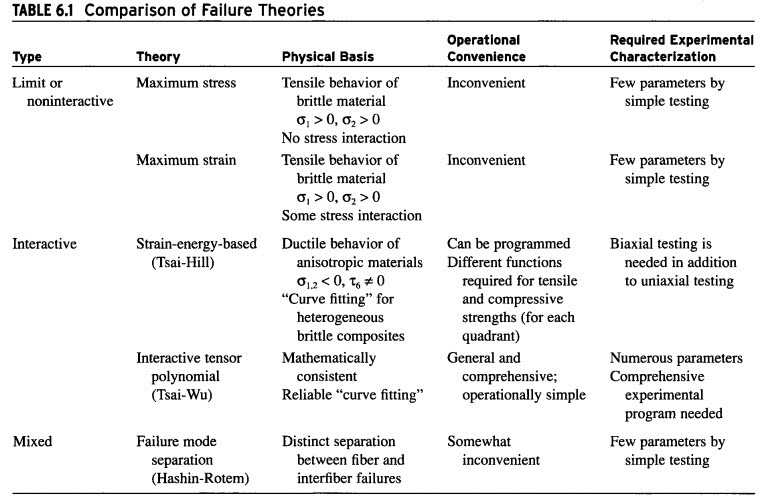 TABLE 6.1 Comparison of Failure Theories
Type Theory Physical Basis Operational Convenience Required Experimental Characterization
Limit or noninteractive
Maximum stress
Tensile behavior of
brittle material
σ₁ > 0, σ₂ > 0
No stress interaction
Inconvenient
Few parameters by
simple testing
Maximum strain
Tensile behavior of
brittle material
σ₁ > 0, σ₂ > 0
Some stress interaction
Inconvenient
Few parameters by
simple testing
Interactive
Strain-energy-based
(Tsai-Hill)
Ductile behavior of
anisotropic materials
σ₁,₂ < 0, τ₆ ≠ 0
“Curve fitting” for
heterogeneous
brittle composites
Can be programmed
Different functions
required for tensile
and compressive
strengths (for each
quadrant)
Biaxial testing is
needed in addition
to uniaxial testing
Interactive tensor
polynomial
(Tsai-Wu)
Mathematically
consistent
Reliable “curve fitting”
General and
comprehensive;
operationally simple
Numerous parameters
Comprehensive
experimental
program needed
Mixed
Failure mode
separation
(Hashin-Rotem)
Distinct separation
between fiber and
interfiber failures
Somewhat
inconvenient
Few parameters by
simple testing